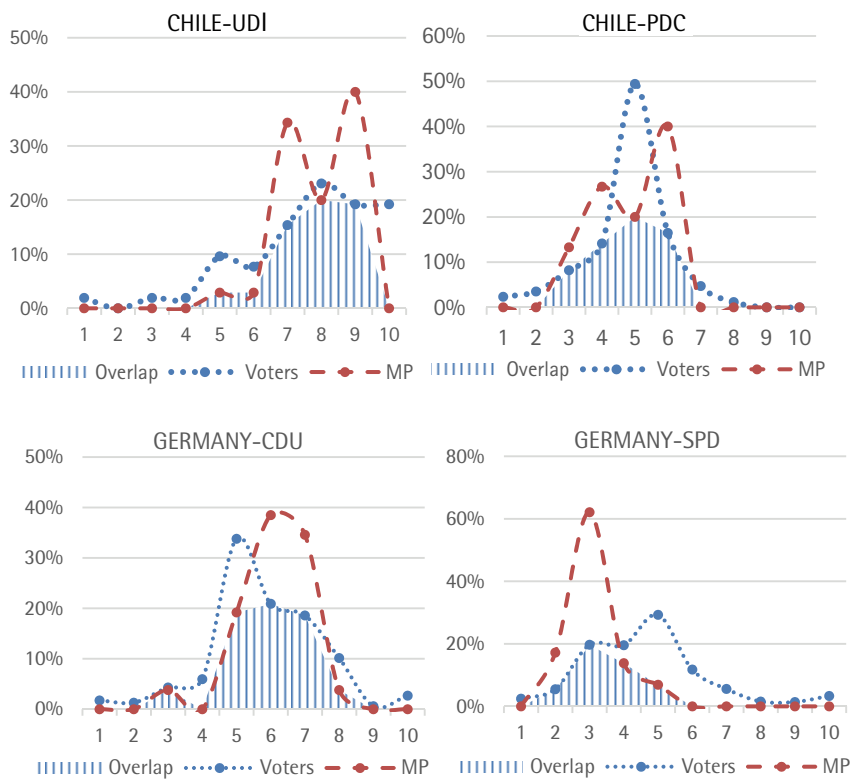 CHILE-UDI
50%
40%
30%
20%
10%
0%
1 2 3 4 5 6 7 8 9 10
Overlap Voters MP
CHILE-PDC
60%
50%
40%
30%
20%
10%
0%
1 2 3 4 5 6 7 8 9 10
Overlap Voters MP
GERMANY-CDU
50%
40%
30%
20%
10%
0%
1 2 3 4 5 6 7 8 9 10
Overlap Voters MP
GERMANY-SPD
80%
60%
40%
20%
0%
1 2 3 4 5 6 7 8 9 10
Overlap Voters MP